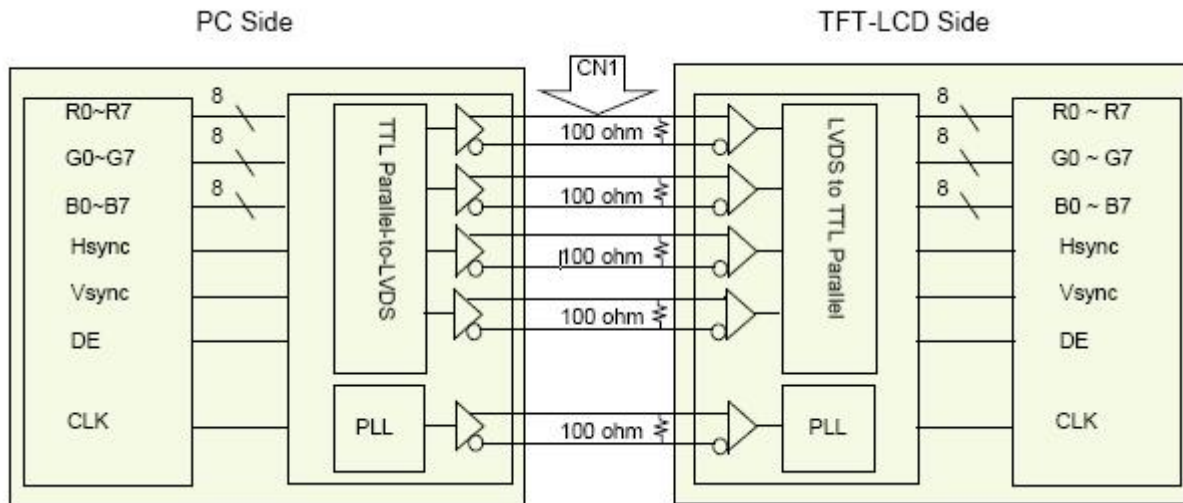 PC Side
TFT-LCD Side
CN1
R0~R7
8
G0~G7
8
B0~B7
8
Hsync
Vsync
DE
CLK
TTL Parallel-to-LVDS
PLL
100 ohm
100 ohm
100 ohm
100 ohm
100 ohm
LVDS to TTL Parallel
PLL
8
R0 ~ R7
8
G0 ~ G7
8
B0 ~ B7
Hsync
Vsync
DE
CLK